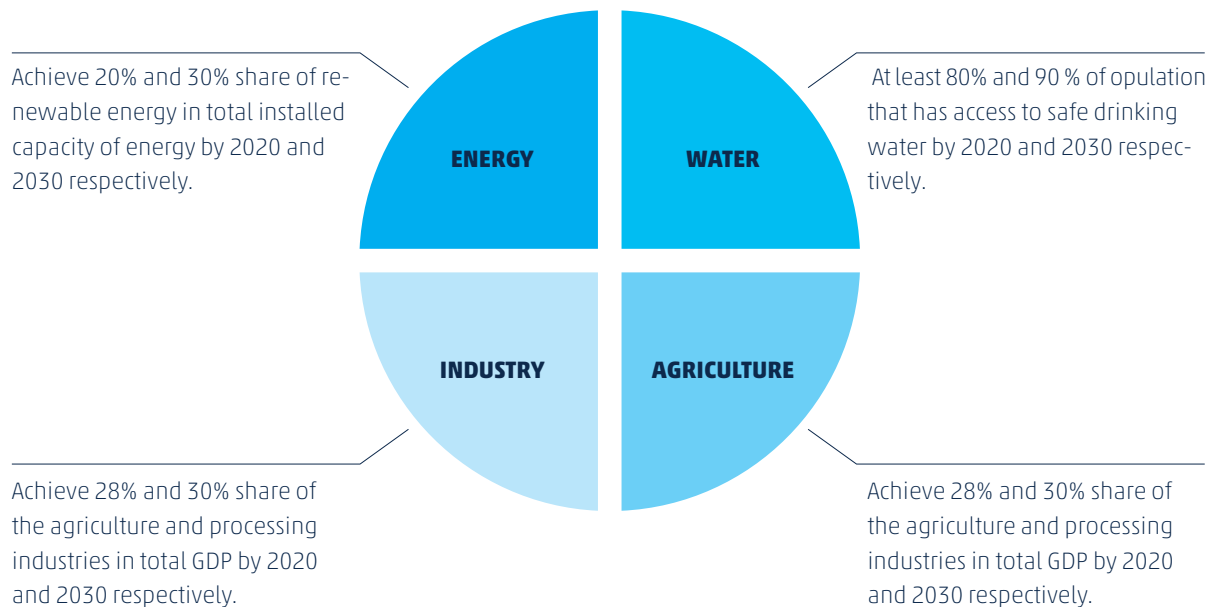 Achieve 20% and 30% share of re-
newable energy in total installed
capacity of energy by 2020 and
2030 respectively.
ENERGY
WATER
At least 80% and 90 % of opulation
that has access to safe drinking
water by 2020 and 2030 respec-
tively.
INDUSTRY
AGRICULTURE
Achieve 28% and 30% share of
the agriculture and processing
industries in total GDP by 2020
and 2030 respectively.
Achieve 28% and 30% share of
the agriculture and processing
industries in total GDP by 2020
and 2030 respectively.